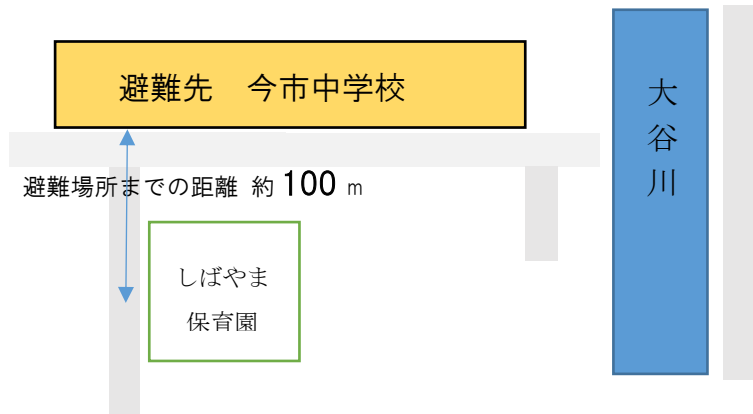 避難先　今市中学校
避難場所までの距離 約 100 m
しばやま
保育園
大谷川